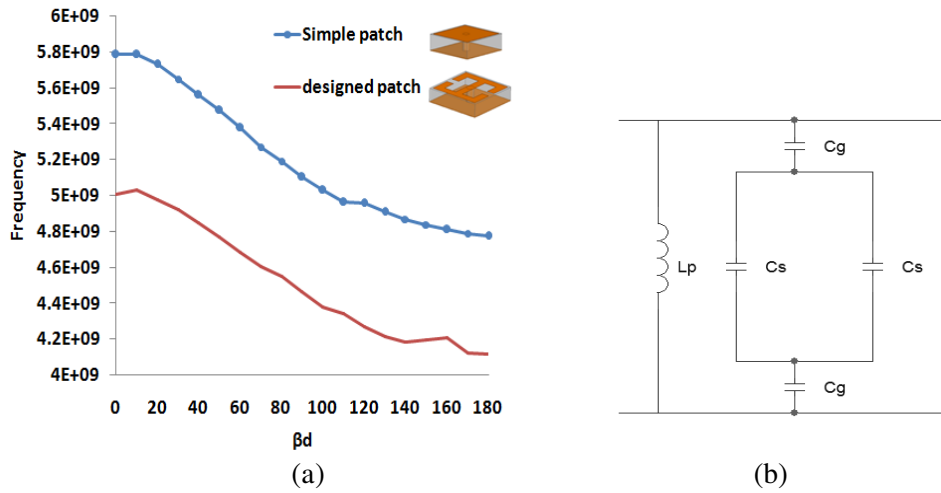 6E+09
5.8E+09
5.6E+09
5.4E+09
5.2E+09
5E+09
4.8E+09
4.6E+09
4.4E+09
4.2E+09
4E+09
Frequency
0 20 40 60 80 100 120 140 160 180
βd
Simple patch
designed patch
(a)
Cg
Lp
Cs
Cs
Cg
(b)